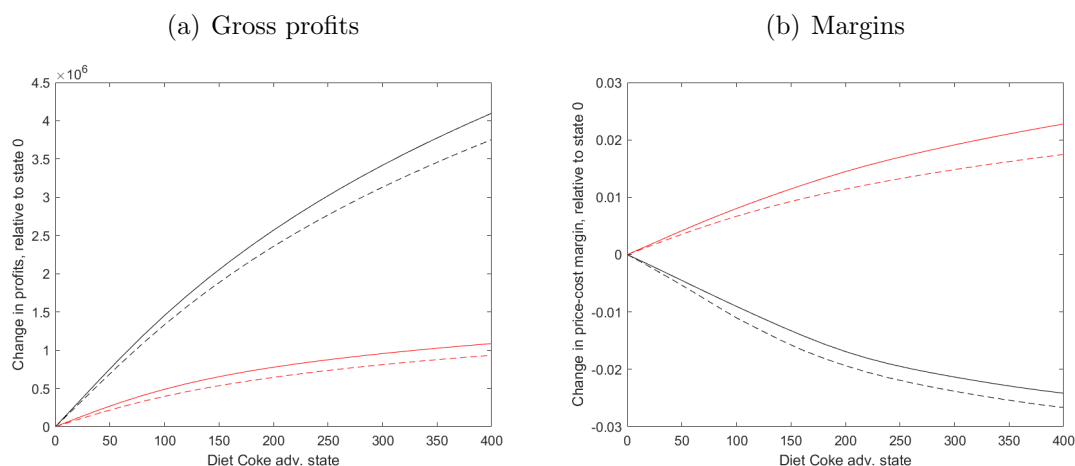 (a) Gross profits
×10⁶
4.5
4
3.5
3
2.5
2
1.5
1
0.5
0
Change in profits, relative to state 0
0 50 100 150 200 250 300 350 400
Diet Coke adv. state
(b) Margins
0.03
0.02
0.01
0
-0.01
-0.02
-0.03
Change in price-cost margin, relative to state 0
0 50 100 150 200 250 300 350 400
Diet Coke adv. state